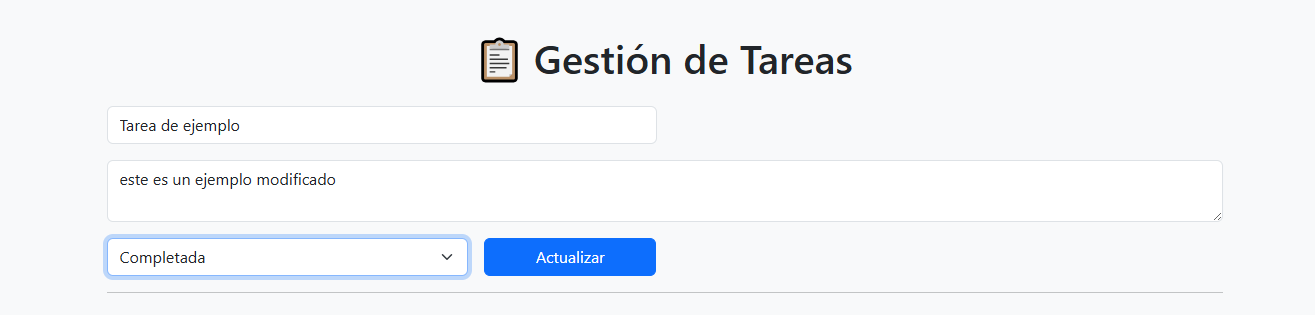 Gestión de Tareas
Tarea de ejemplo
este es un ejemplo modificado
Completada
Actualizar